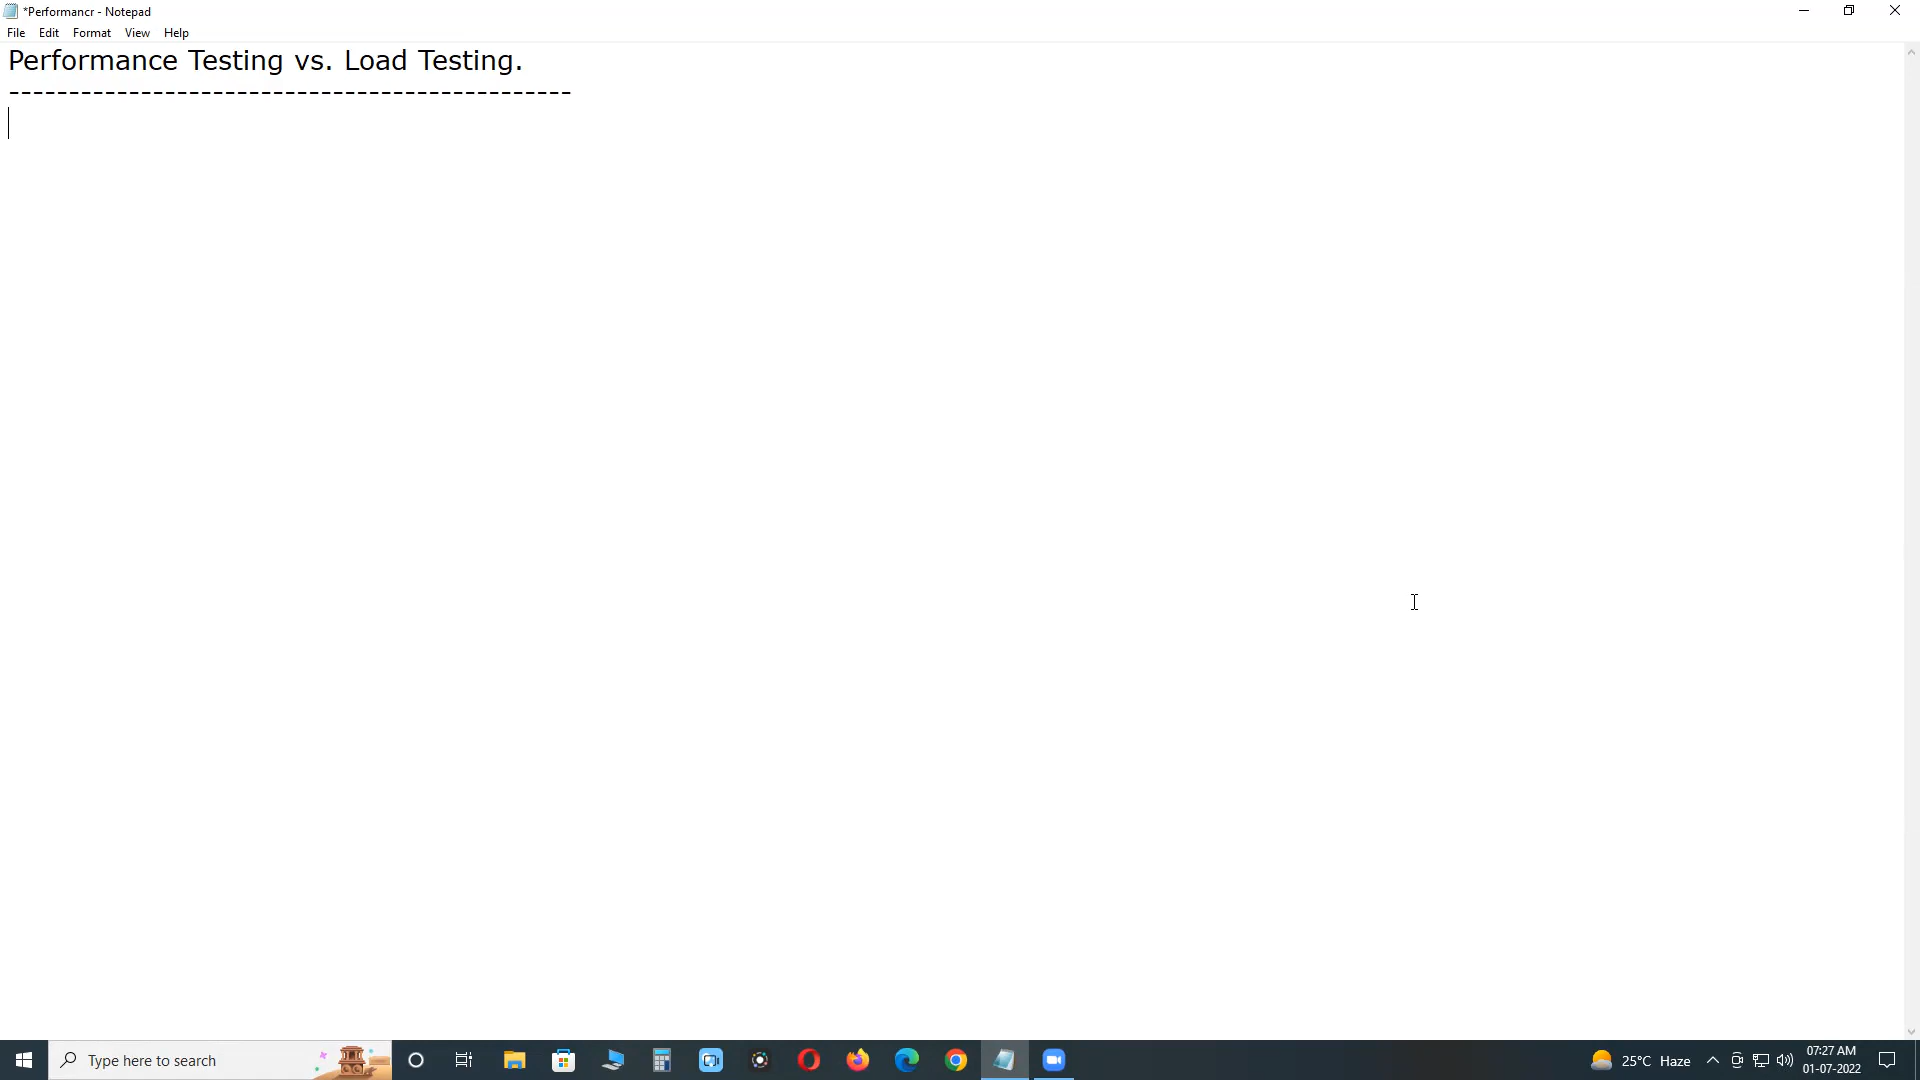 *Performancr - Notepad
File Edit Format View Help
Performance Testing vs. Load Testing.
-----------------------------------------------
Type here to search
25°C Haze
07:27 AM
01-07-2022